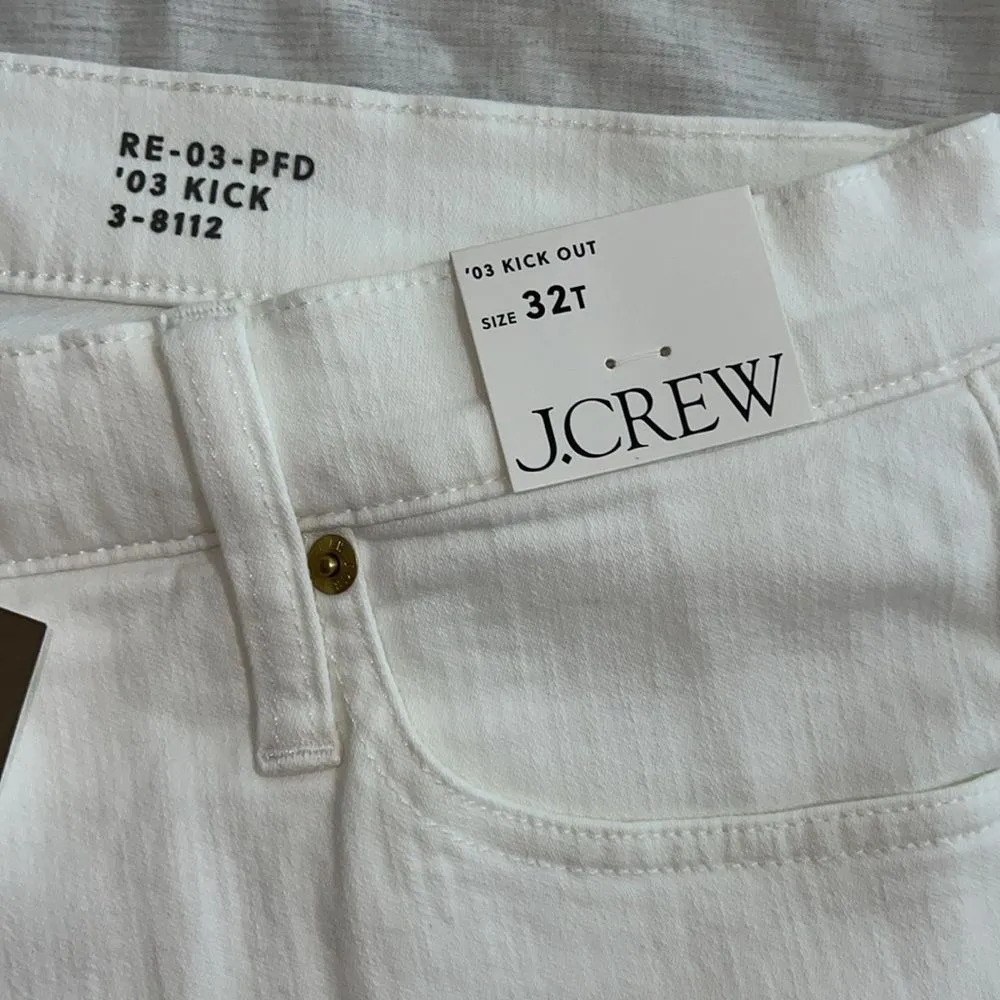 RE-03-PFD
'03 KICK
3-8112
'03 KICK OUT
SIZE 32T
J.CREW